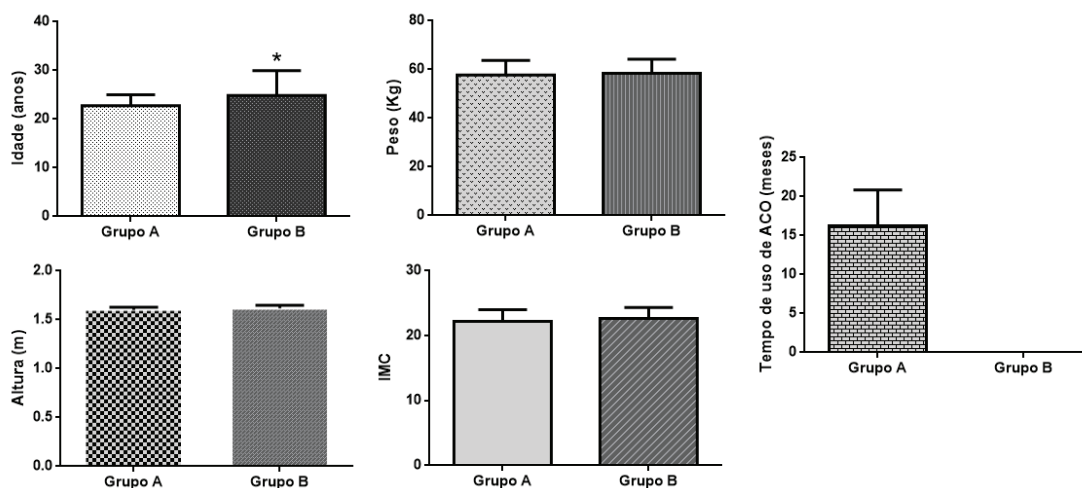 Idade (anos)
40
30
20
10
0
*
Grupo A
Grupo B
Peso (Kg)
80
60
40
20
0
Grupo A
Grupo B
Altura (m)
2.0
1.5
1.0
0.5
0.0
Grupo A
Grupo B
IMC
30
20
10
0
Grupo A
Grupo B
Tempo de uso de ACO (meses)
25
20
15
10
5
0
Grupo A
Grupo B